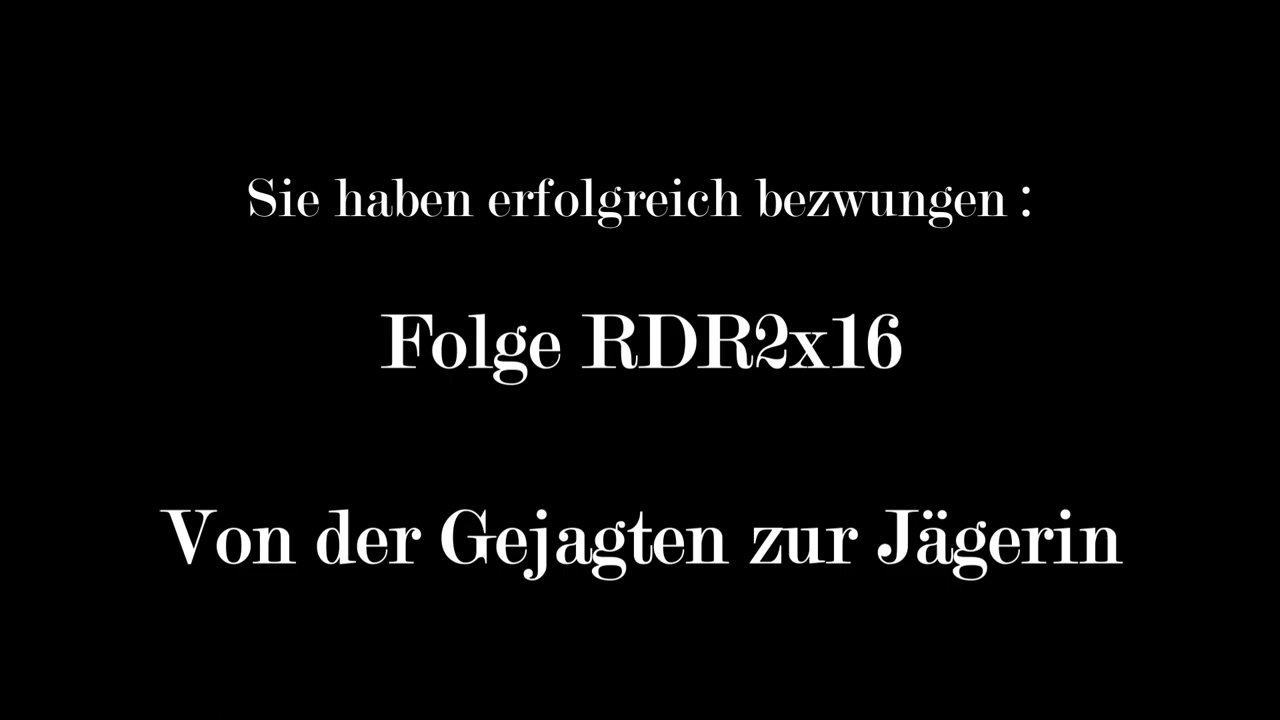 Sie haben erfolgreich bezwungen :
Folge RDR2x16
Von der Gejagten zur Jägerin